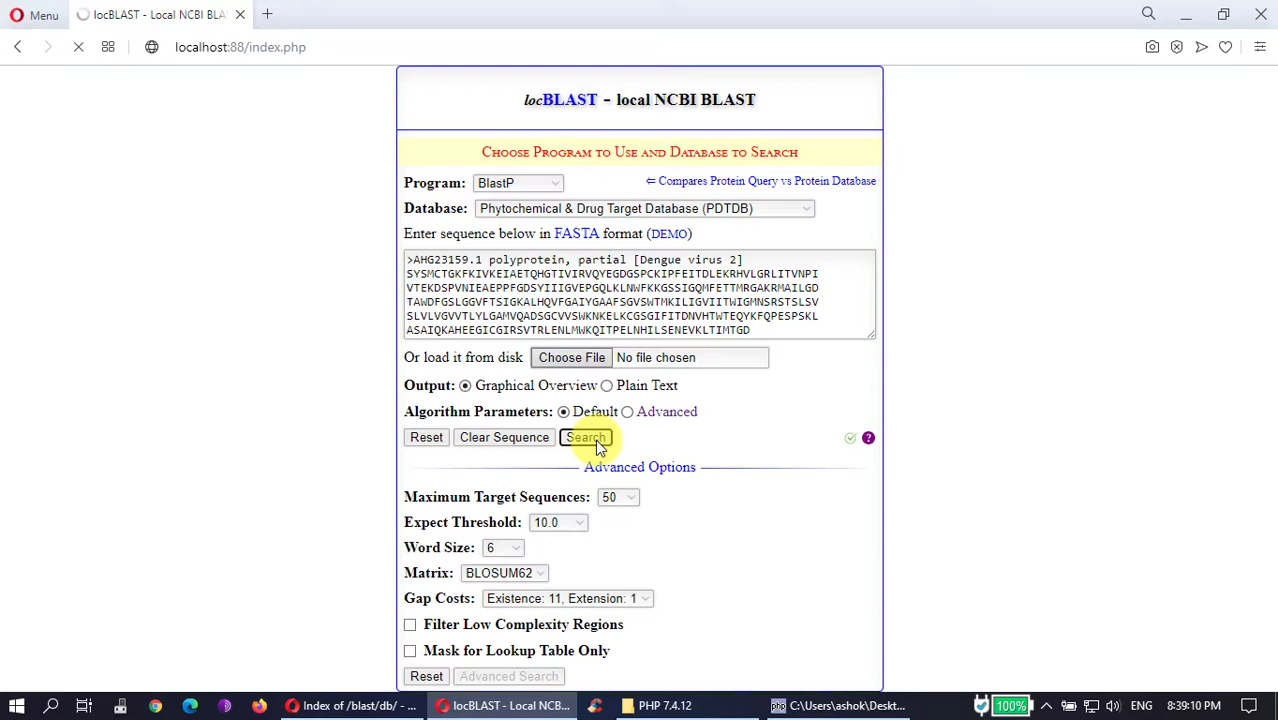 Menu
locBLAST - Local NCBI BLA
localhost:88/index.php
locBLAST - local NCBI BLAST
Choose Program to Use and Database to Search
Program: BlastP ⇐ Compares Protein Query vs Protein Database
Database: Phytochemical & Drug Target Database (PDTDB)
Enter sequence below in FASTA format (DEMO)
>AHG23159.1 polyprotein, partial [Dengue virus 2]
SYSMCTGKFKIVKEIAETQHGTIVIRVQYEGDGSPCKIPFEITDLEKRHVLGRLITVNPI
VTEKDSPVNIEAEPPFGDSYIIIGVEPGQLKLNWFKKGSSIGQMFETTMRGAKRMAILGD
TAWDFGSLGGVFTSIGKALHQVFGAIYGAAFSGVSWTMKILIGVIITWIGMNSRSTSLSV
SLVLVGVVTLYLGAMVQADSGCVVSWKNKELKCGSGIFITDNVHTWTEQYKFQPESPSKL
ASAIQKAHEEGICGIRSVTRLENLMWKQITPELNHILSENEVKLTIMTGD
Or load it from disk Choose File No file chosen
Output: Graphical Overview Plain Text
Algorithm Parameters: Default Advanced
Reset Clear Sequence Search ?
Advanced Options
Maximum Target Sequences: 50
Expect Threshold: 10.0
Word Size: 6
Matrix: BLOSUM62
Gap Costs: Existence: 11, Extension: 1
Filter Low Complexity Regions
Mask for Lookup Table Only
Reset Advanced Search
Index of /blast/db/ - ... locBLAST - Local NCB... PHP 7.4.12 php C:\Users\ashok\Deskt... 100% ENG 8:39:10 PM